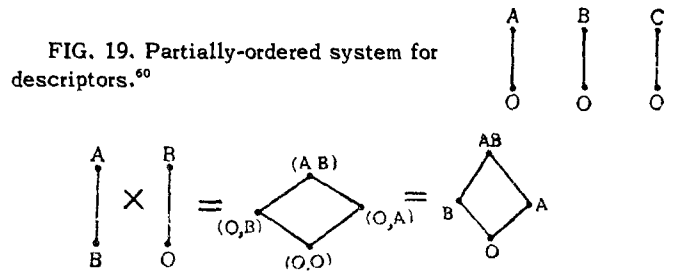 A B C
FIG. 19. Partially-ordered system for
descriptors.⁶⁰
O O O
A B (A B) AB
× = =
(O,B) (O,A) B A
B O (O,O) O